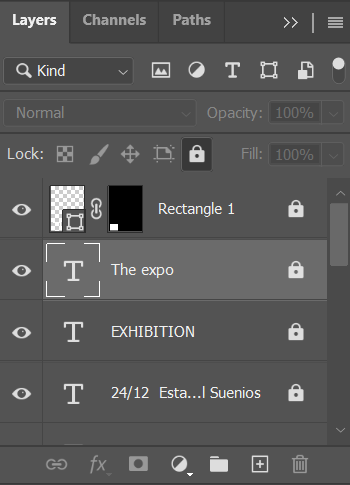 Layers Channels Paths
Kind
Normal Opacity: 100%
Lock: Fill: 100%
Rectangle 1
The expo
EXHIBITION
24/12 Esta...l Suenios
fx